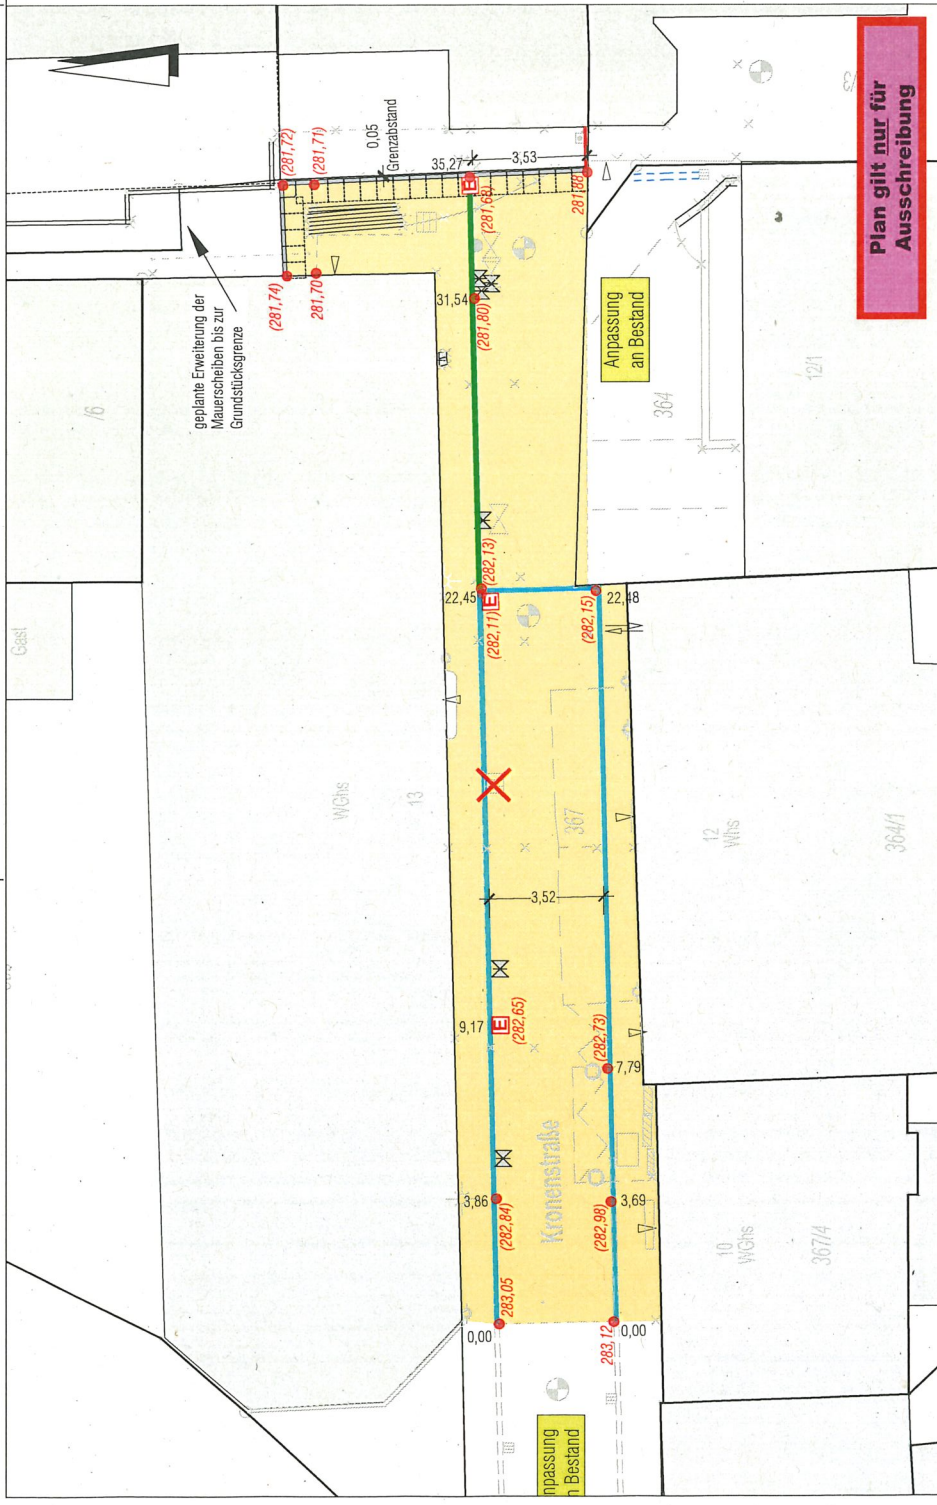 Plan gilt nur für
Ausschreibung
(281,72)
(281,71)
0,05
Grenzabstand
35,27
3,53
(281,68)
281,88
(281,74)
281,70
geplante Erweiterung der
Mauerscheiben bis zur
Grundstücksgrenze
31,54
(281,80)
Anpassung
an Bestand
364
12/1
/6
/3
E
22,45
(282,13)
(282,11)
E
(282,15)
22,48
Gast
WGhs
13
367
12
Whs
364/1
3,52
9,17
E
(282,65)
(282,73)
7,79
Kronenstraße
3,86
(282,84)
(282,98)
3,69
10
WGhs
367/4
0,00
283,05
283,12
0,00
npassung
n Bestand